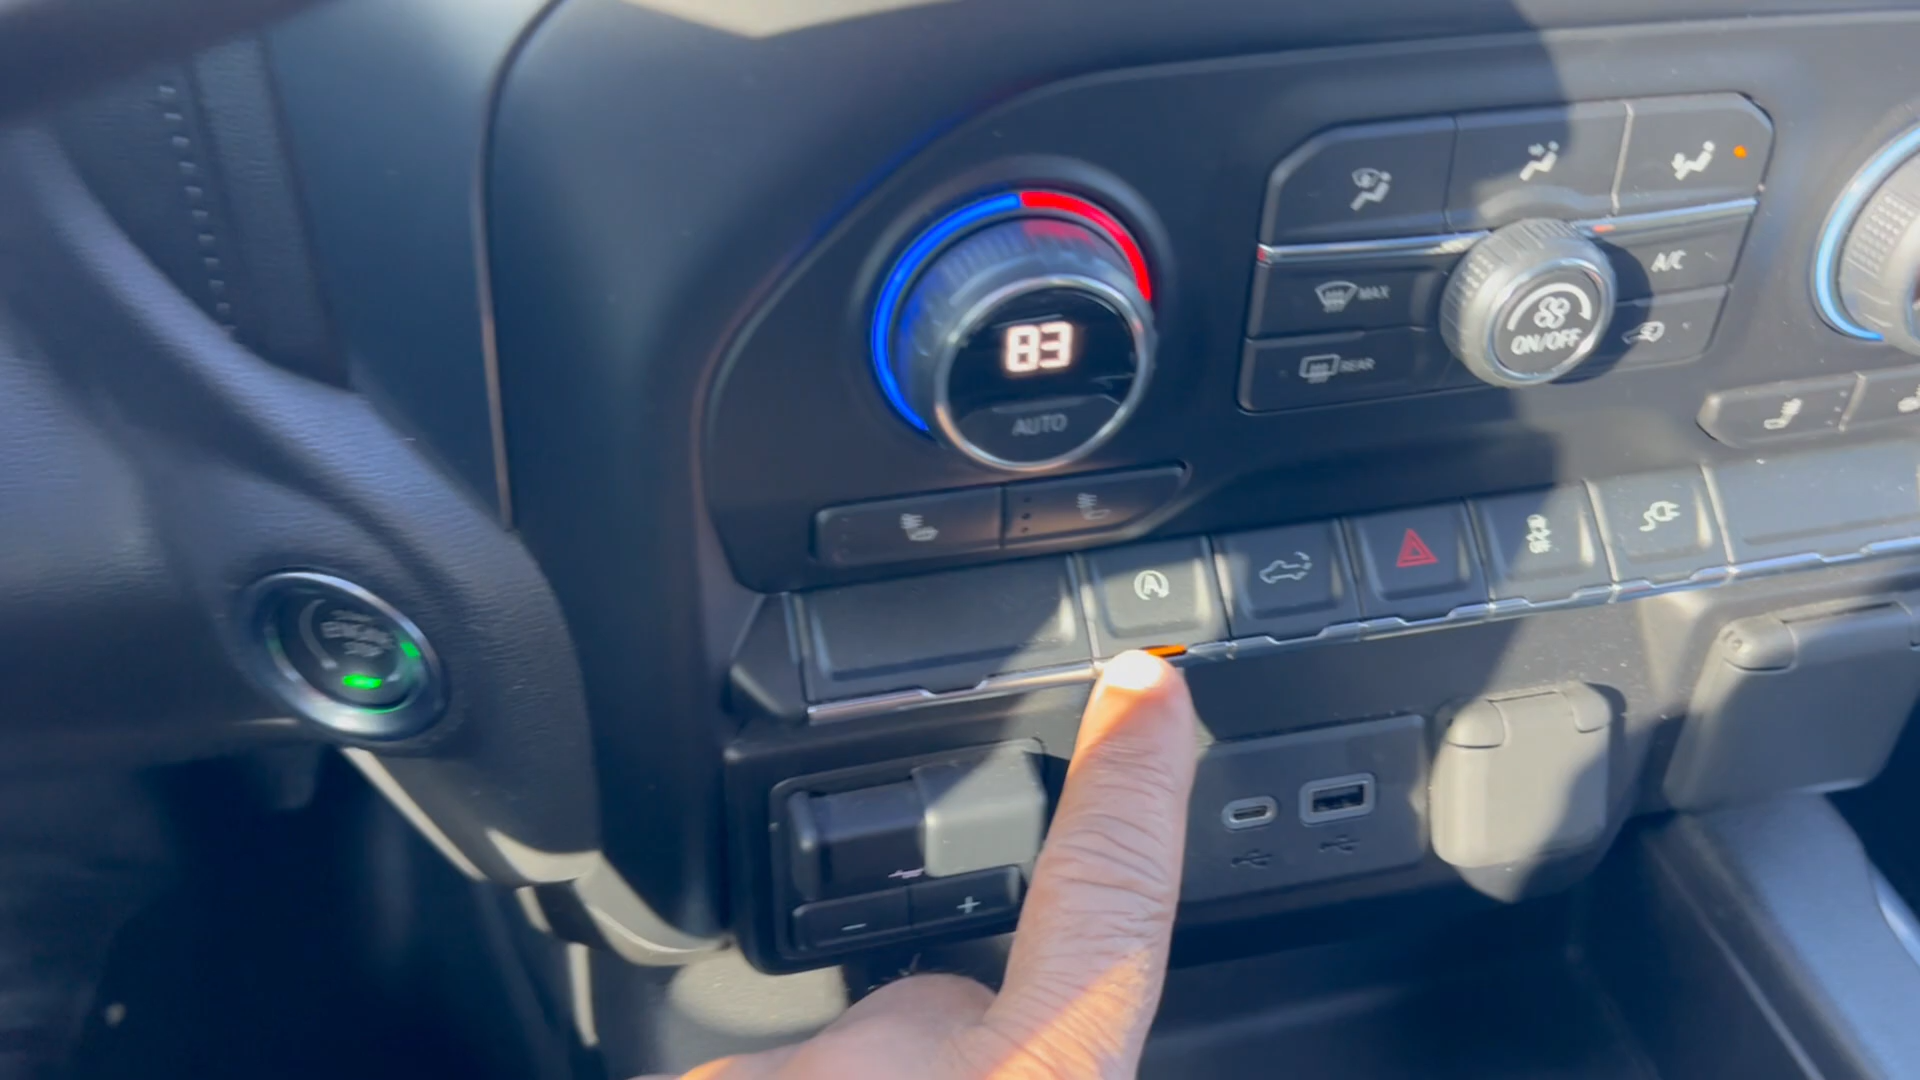 83
AUTO
MAX
REAR
A/C
ON/OFF
A
- +